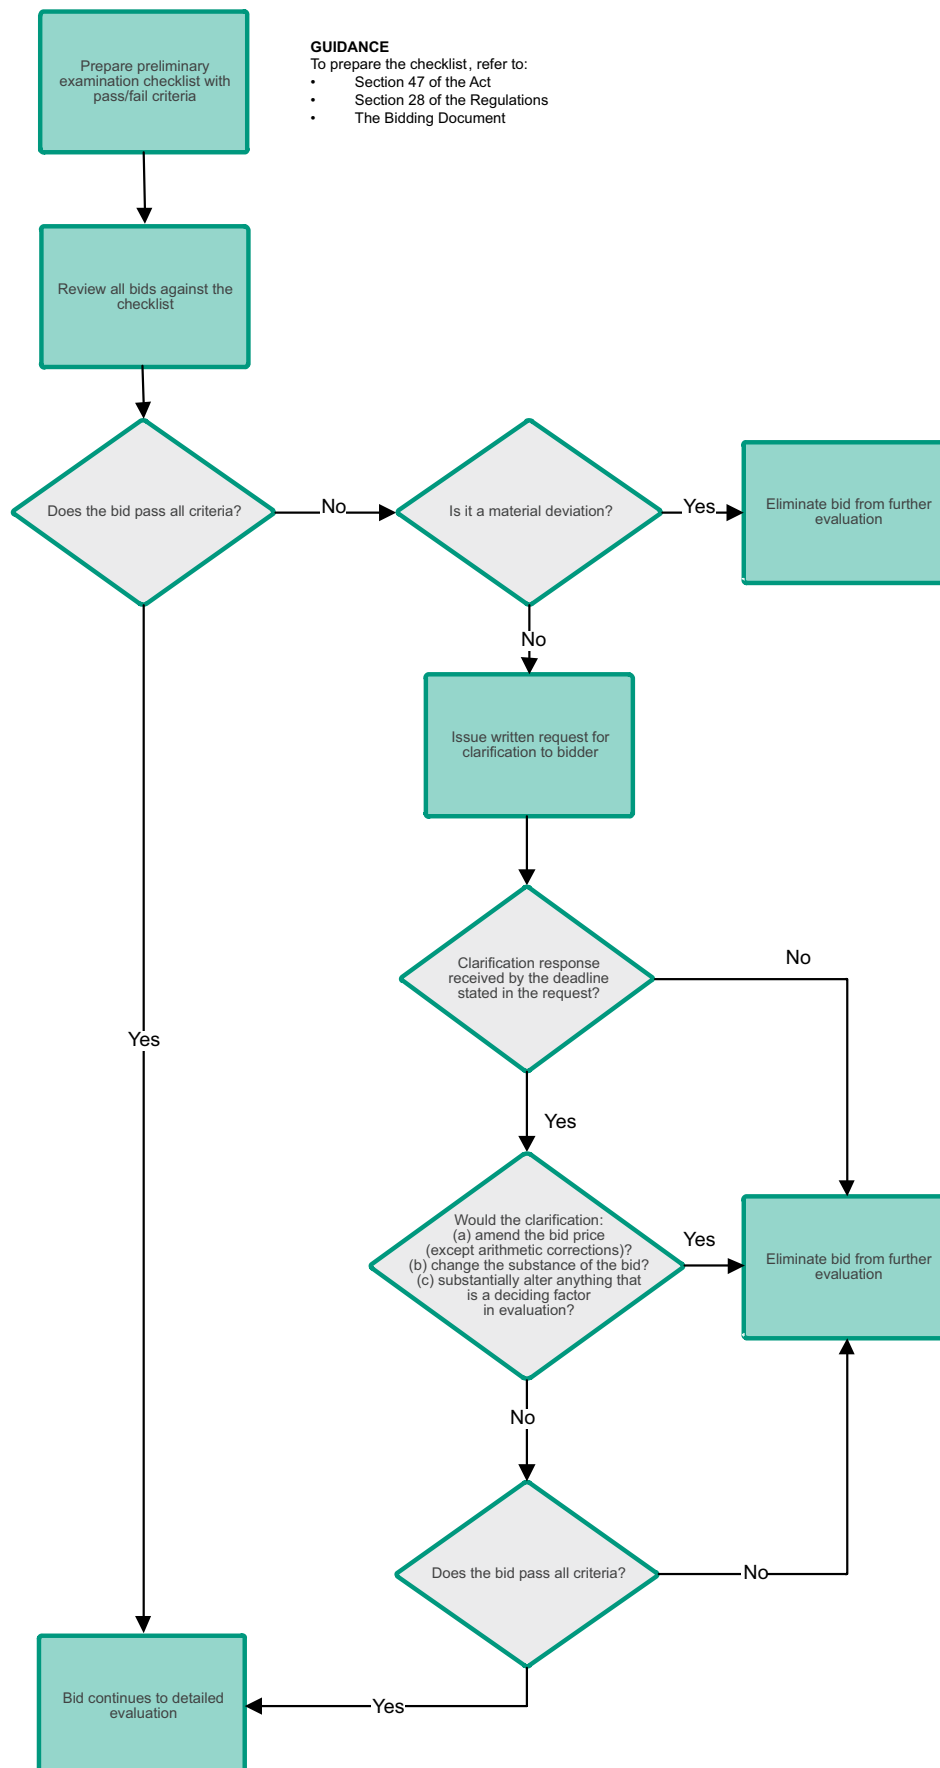 Prepare preliminary
examination checklist with
pass/fail criteria
GUIDANCE
To prepare the checklist, refer to:
• Section 47 of the Act
• Section 28 of the Regulations
• The Bidding Document
Review all bids against the
checklist
Does the bid pass all criteria?
No
Is it a material deviation?
Yes
Eliminate bid from further
evaluation
No
Issue written request for
clarification to bidder
Clarification response
received by the deadline
stated in the request?
No
Yes
Yes
Would the clarification:
(a) amend the bid price
(except arithmetic corrections)?
(b) change the substance of the bid?
(c) substantially alter anything that
is a deciding factor
in evaluation?
Yes
Eliminate bid from further
evaluation
No
Does the bid pass all criteria?
No
Yes
Bid continues to detailed
evaluation